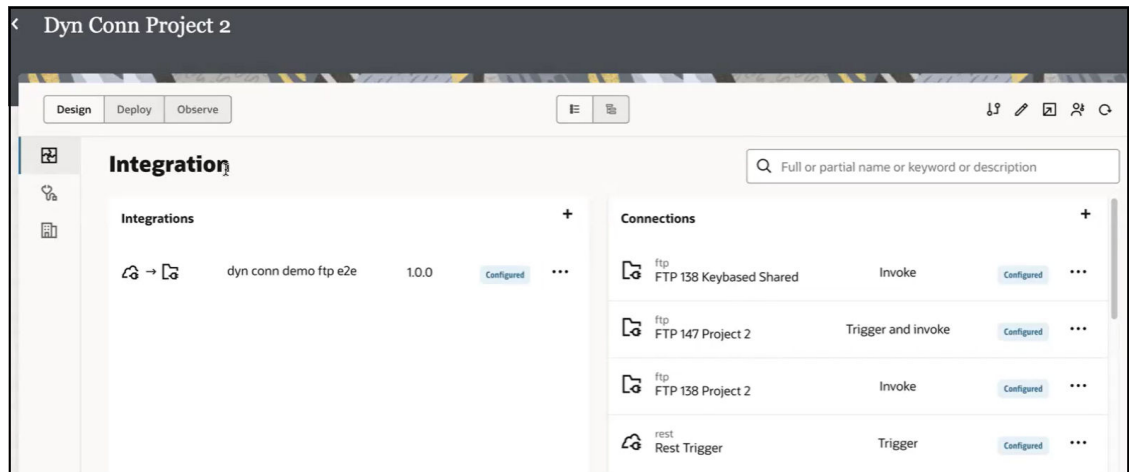 Dyn Conn Project 2
Design Deploy Observe
Integration
Full or partial name or keyword or description
Integrations +
dyn conn demo ftp e2e 1.0.0 Configured
Connections +
ftp
FTP 138 Keybased Shared Invoke Configured
ftp
FTP 147 Project 2 Trigger and invoke Configured
ftp
FTP 138 Project 2 Invoke Configured
rest
Rest Trigger Trigger Configured